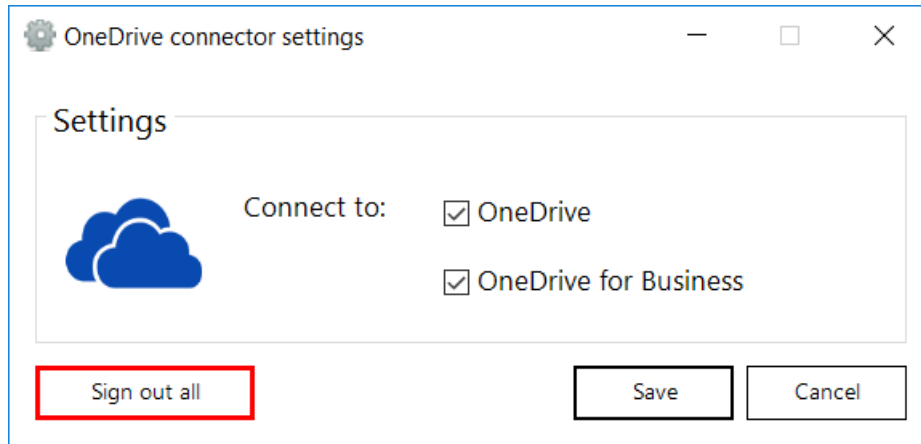 OneDrive connector settings
Settings
Connect to:
OneDrive
OneDrive for Business
Sign out all
Save
Cancel